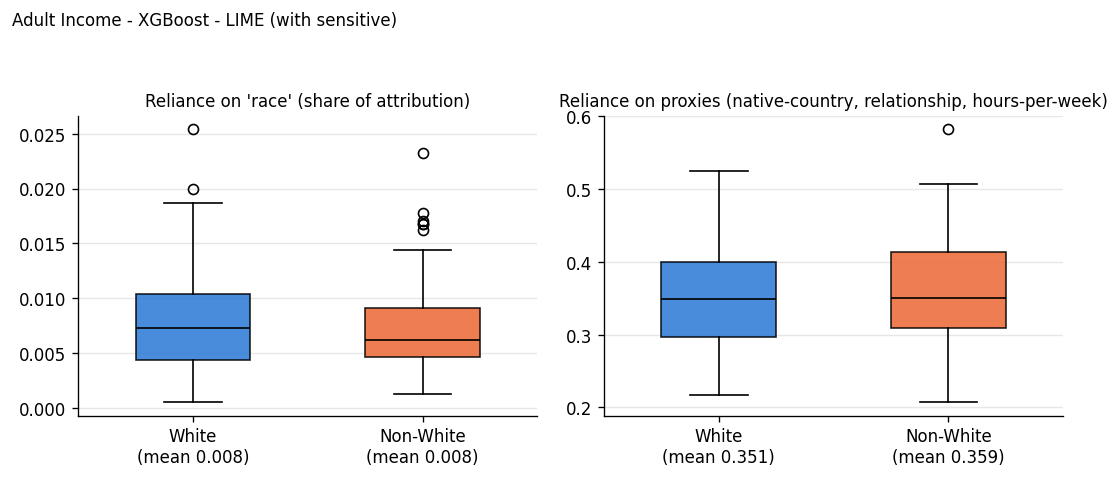 Adult Income - XGBoost - LIME (with sensitive)
Reliance on 'race' (share of attribution)
0.025
0.020
0.015
0.010
0.005
0.000
White
(mean 0.008)
Non-White
(mean 0.008)
Reliance on proxies (native-country, relationship, hours-per-week)
0.6
0.5
0.4
0.3
0.2
White
(mean 0.351)
Non-White
(mean 0.359)